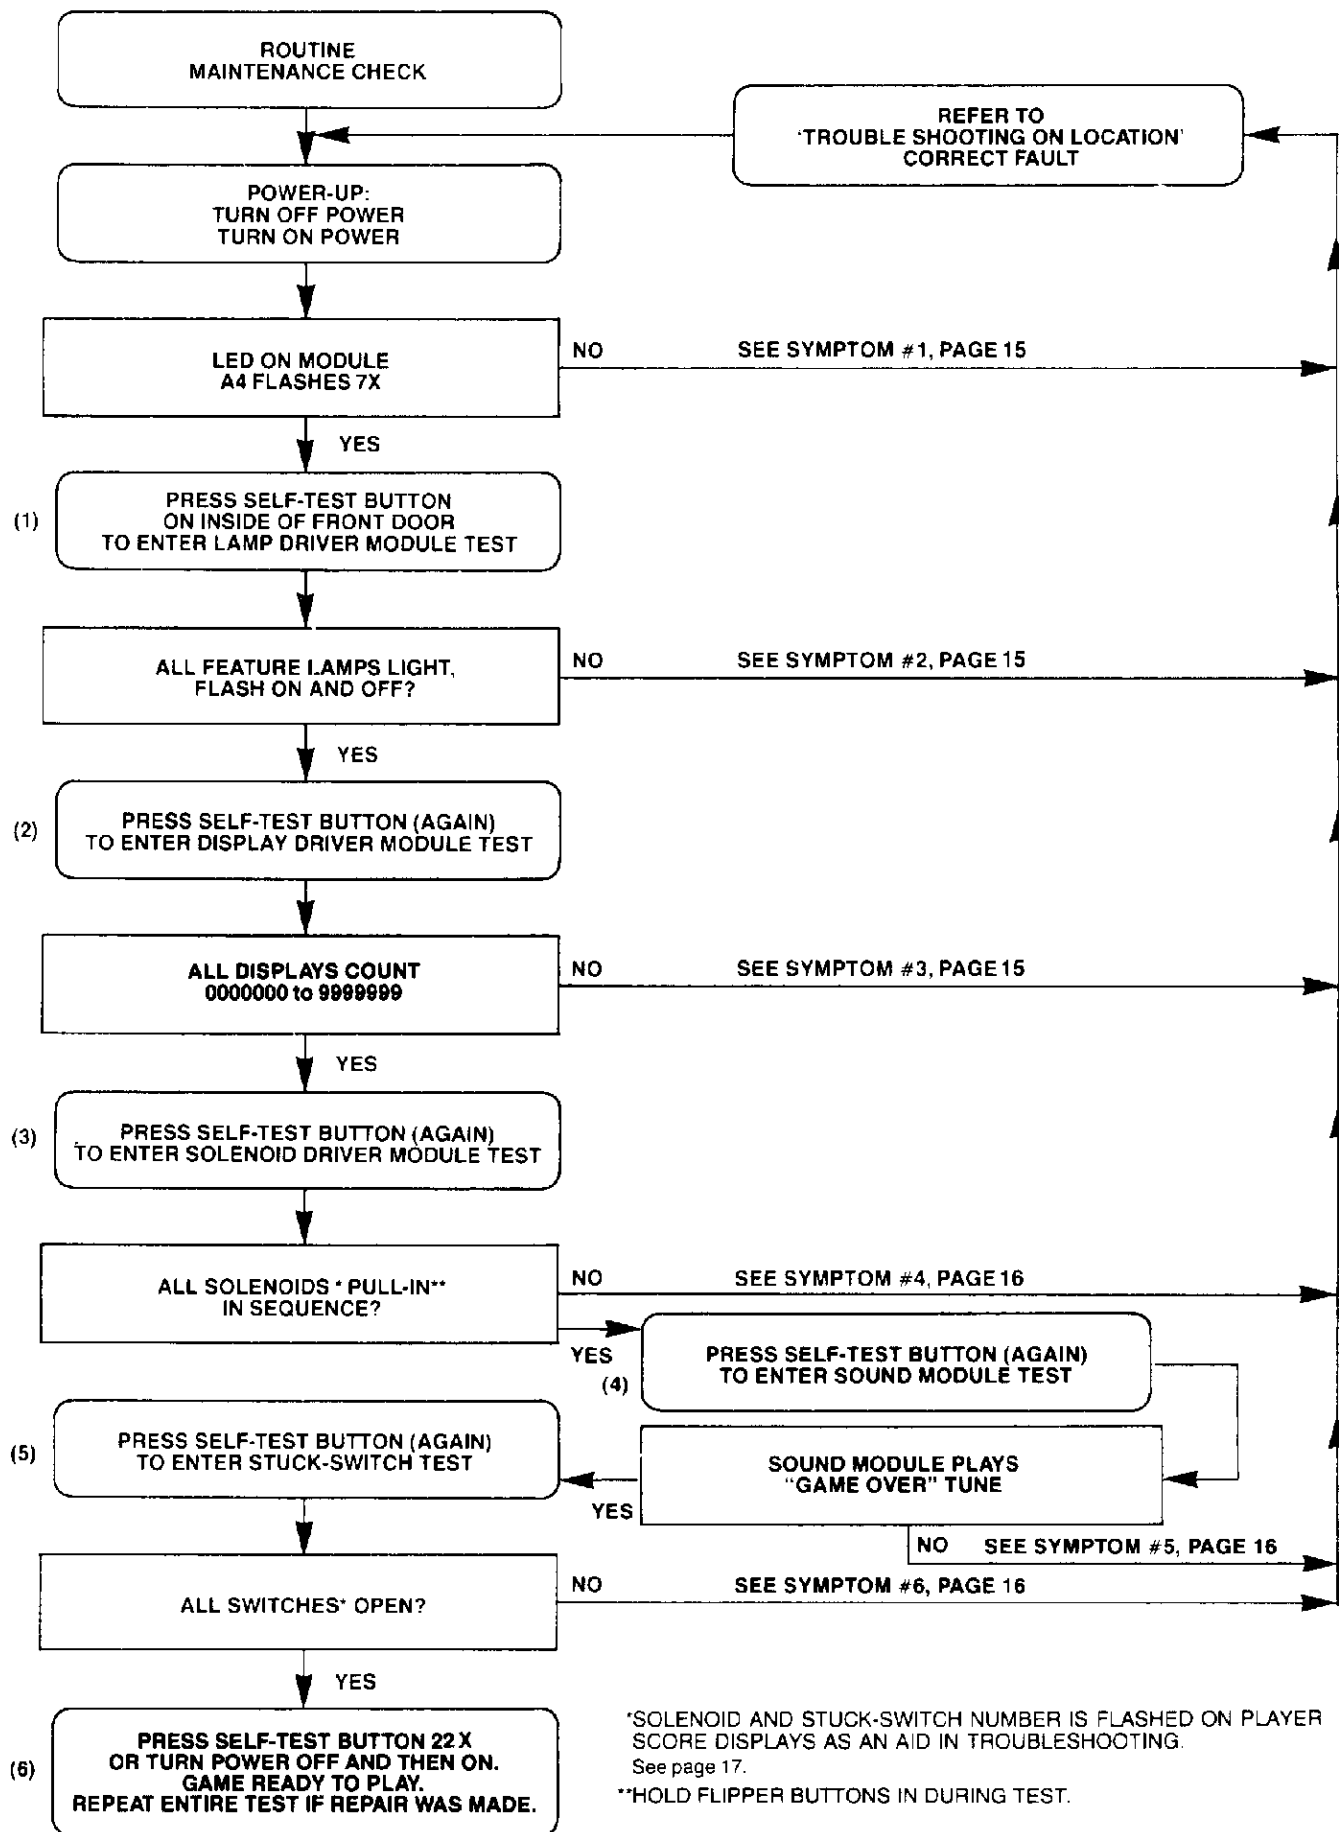 ROUTINE
MAINTENANCE CHECK
REFER TO
'TROUBLE SHOOTING ON LOCATION'
CORRECT FAULT
POWER-UP:
TURN OFF POWER
TURN ON POWER
LED ON MODULE
A4 FLASHES 7X
NO
SEE SYMPTOM #1, PAGE 15
YES
(1)
PRESS SELF-TEST BUTTON
ON INSIDE OF FRONT DOOR
TO ENTER LAMP DRIVER MODULE TEST
ALL FEATURE LAMPS LIGHT,
FLASH ON AND OFF?
NO
SEE SYMPTOM #2, PAGE 15
YES
(2)
PRESS SELF-TEST BUTTON (AGAIN)
TO ENTER DISPLAY DRIVER MODULE TEST
ALL DISPLAYS COUNT
0000000 to 9999999
NO
SEE SYMPTOM #3, PAGE 15
YES
(3)
PRESS SELF-TEST BUTTON (AGAIN)
TO ENTER SOLENOID DRIVER MODULE TEST
ALL SOLENOIDS * PULL-IN**
IN SEQUENCE?
NO
SEE SYMPTOM #4, PAGE 16
YES
(4)
PRESS SELF-TEST BUTTON (AGAIN)
TO ENTER SOUND MODULE TEST
SOUND MODULE PLAYS
"GAME OVER" TUNE
YES
NO
SEE SYMPTOM #5, PAGE 16
(5)
PRESS SELF-TEST BUTTON (AGAIN)
TO ENTER STUCK-SWITCH TEST
ALL SWITCHES* OPEN?
NO
SEE SYMPTOM #6, PAGE 16
YES
(6)
PRESS SELF-TEST BUTTON 22 X
OR TURN POWER OFF AND THEN ON.
GAME READY TO PLAY.
REPEAT ENTIRE TEST IF REPAIR WAS MADE.
*SOLENOID AND STUCK-SWITCH NUMBER IS FLASHED ON PLAYER
SCORE DISPLAYS AS AN AID IN TROUBLESHOOTING.
See page 17.
**HOLD FLIPPER BUTTONS IN DURING TEST.